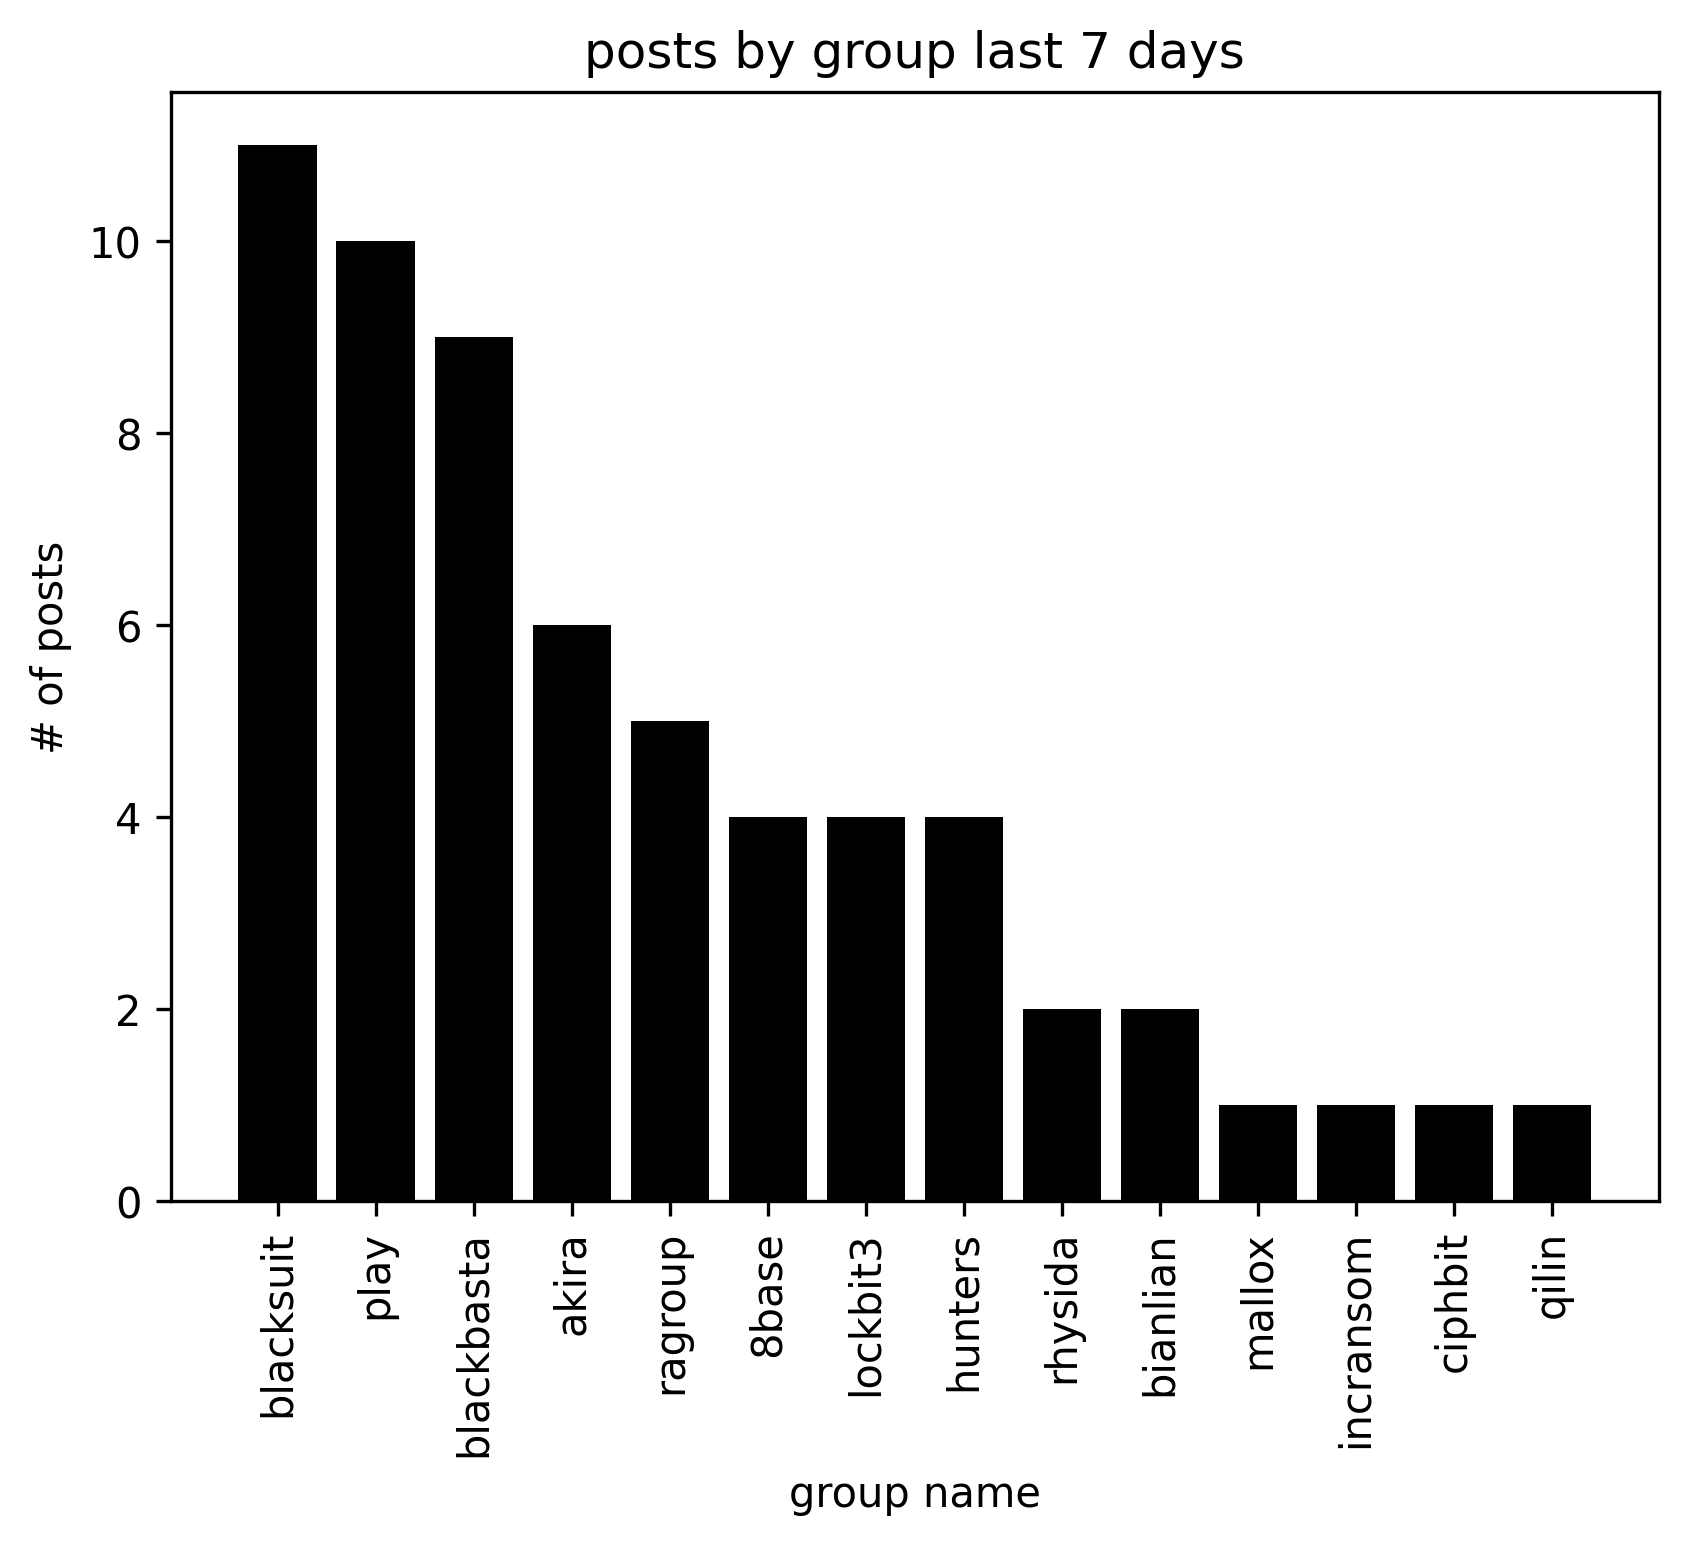 posts by group last 7 days
# of posts
10
8
6
4
2
0
blacksuit
play
blackbasta
akira
ragroup
8base
lockbit3
hunters
rhysida
bianlian
mallox
incransom
ciphbit
qilin
group name